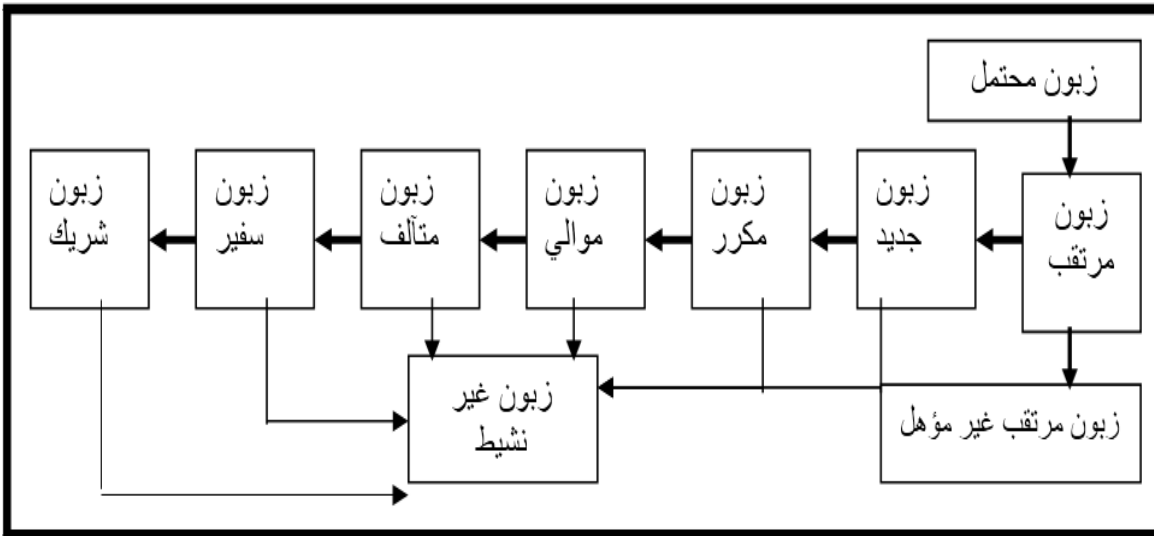 زبون محتمل
زبون
مرتقب
زبون
جديد
زبون
مكرر
زبون
موالي
زبون
متآلف
زبون
سفير
زبون
شريك
زبون غير
نشيط
زبون مرتقب غير مؤهل